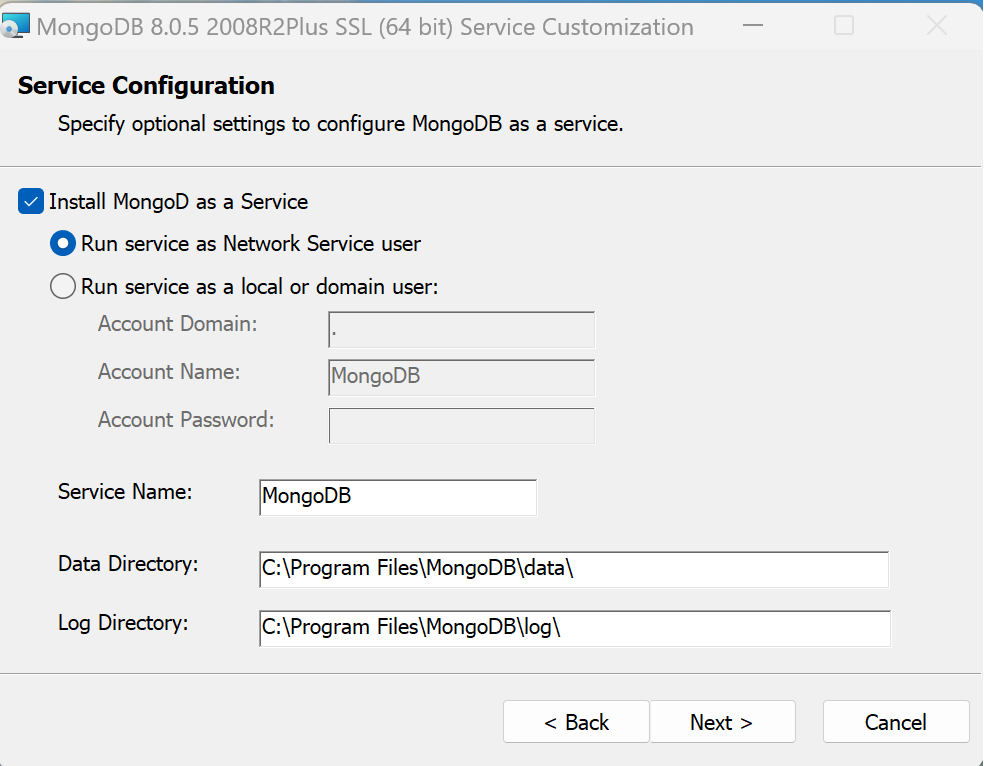 MongoDB 8.0.5 2008R2Plus SSL (64 bit) Service Customization
Service Configuration
Specify optional settings to configure MongoDB as a service.
Install MongoD as a Service
Run service as Network Service user
Run service as a local or domain user:
Account Domain: .
Account Name: MongoDB
Account Password:
Service Name: MongoDB
Data Directory: C:\Program Files\MongoDB\data\
Log Directory: C:\Program Files\MongoDB\log\
< Back Next > Cancel